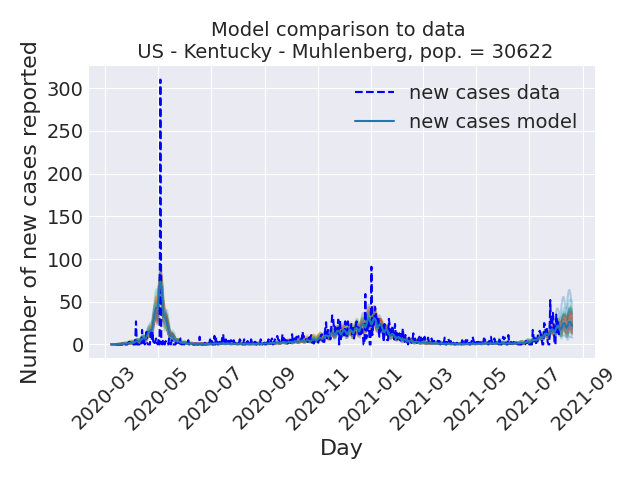 Model comparison to data
US - Kentucky - Muhlenberg, pop. = 30622
Number of new cases reported
300
250
200
150
100
50
0
new cases data
new cases model
2020-03
2020-05
2020-07
2020-09
2020-11
2021-01
2021-03
2021-05
2021-07
2021-09
Day